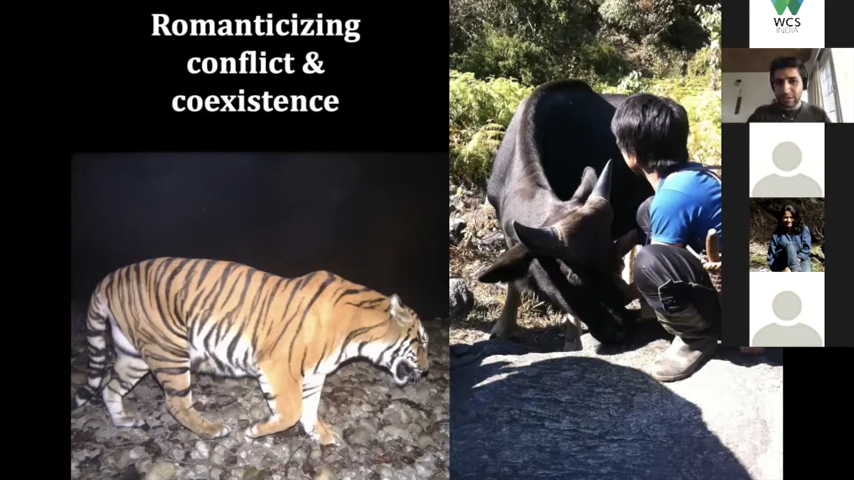 Romanticizing
conflict &
coexistence
WCS
INDIA